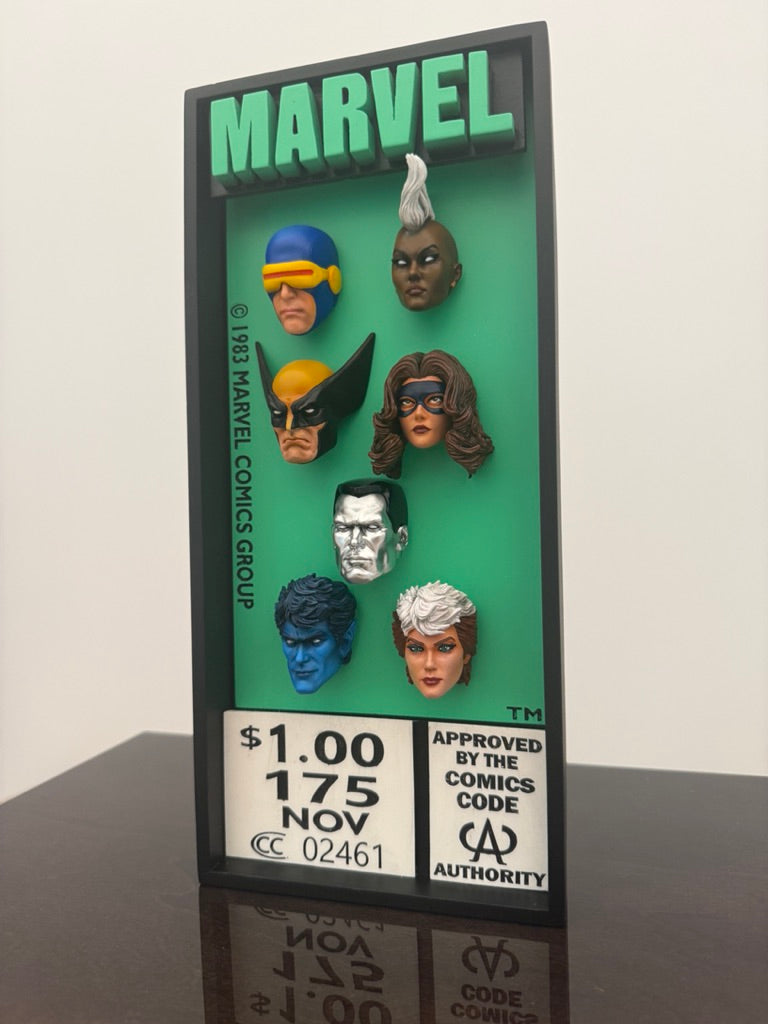 MARVEL
© 1983 MARVEL COMICS GROUP
TM
$1.00
175
NOV
CC 02461
APPROVED
BY THE
COMICS
CODE
CA
AUTHORITY